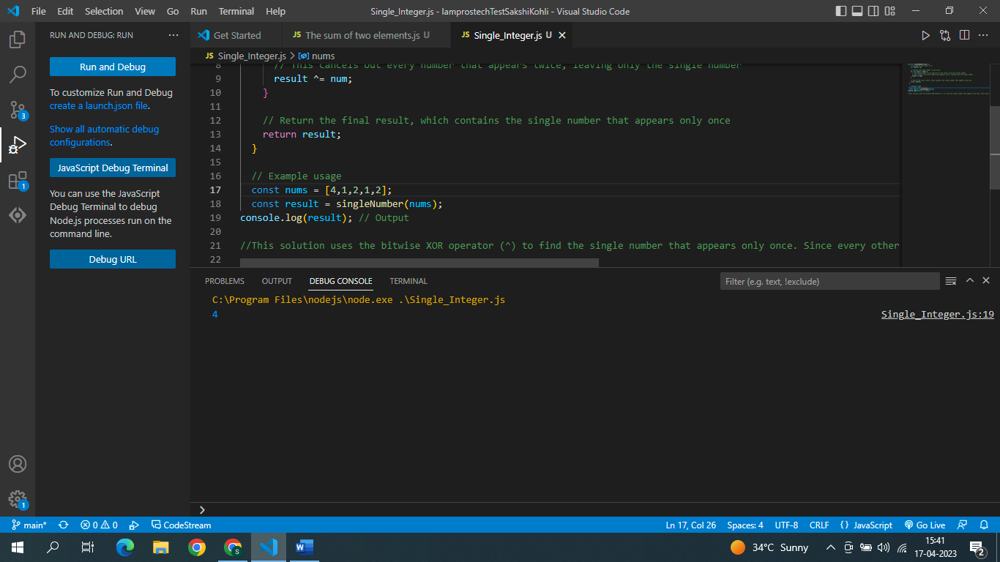 File Edit Selection View Go Run Terminal Help
Single_Integer.js - IamprostechTestSakshiKohli - Visual Studio Code
RUN AND DEBUG: RUN
Run and Debug
To customize Run and Debug
create a launch.json file.
Show all automatic debug
configurations.
JavaScript Debug Terminal
You can use the JavaScript
Debug Terminal to debug
Node.js processes run on the
command line.
Debug URL
Get Started
JS The sum of two elements.js U
JS Single_Integer.js U
JS Single_Integer.js > nums
8 // This cancels out every number that appears twice, leaving only the single number
9 result ^= num;
10 }
11
12 // Return the final result, which contains the single number that appears only once
13 return result;
14 }
15
16 // Example usage
17 const nums = [4,1,2,1,2];
18 const result = singleNumber(nums);
19 console.log(result); // Output
20
21 //This solution uses the bitwise XOR operator (^) to find the single number that appears only once. Since every other
22
PROBLEMS OUTPUT DEBUG CONSOLE TERMINAL
Filter (e.g. text, !exclude)
C:\Program Files\nodejs\node.exe .\Single_Integer.js
4 Single_Integer.js:19
3
1
1
main* 0 0 CodeStream
Ln 17, Col 26 Spaces: 4 UTF-8 CRLF { } JavaScript Go Live
S W 34°C Sunny
15:41
17-04-2023
2